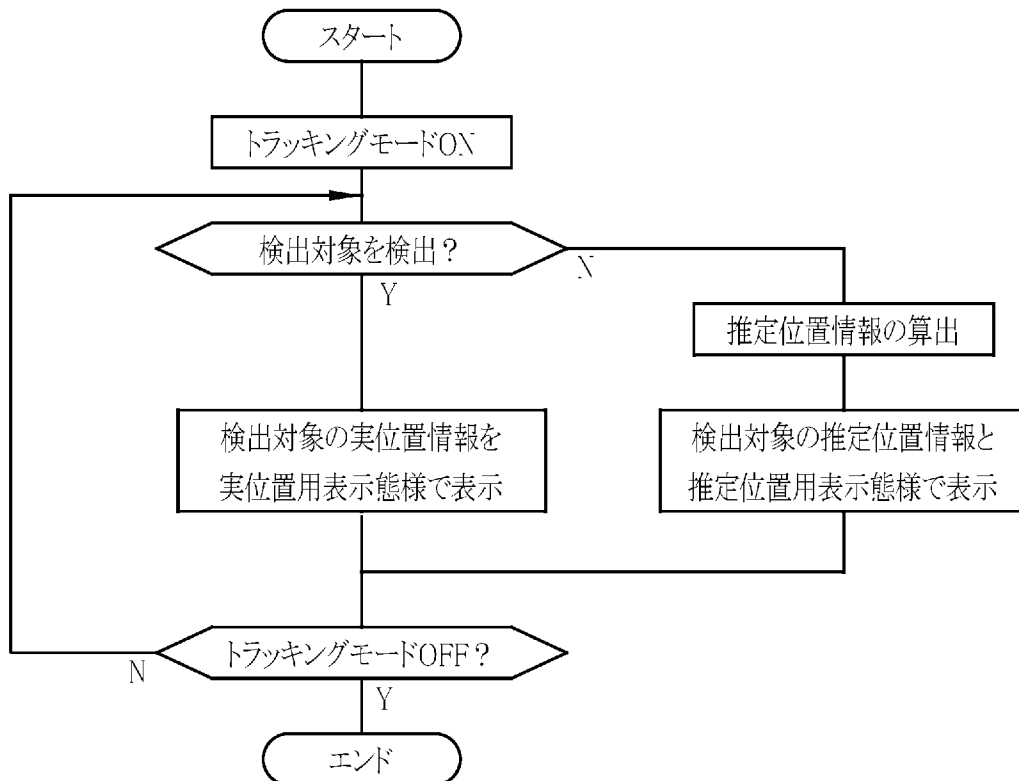 スタート
トラッキングモードON
検出対象を検出?
N
Y
推定位置情報の算出
検出対象の実位置情報を
実位置用表示態様で表示
検出対象の推定位置情報と
推定位置用表示態様で表示
トラッキングモードOFF?
N
Y
エンド